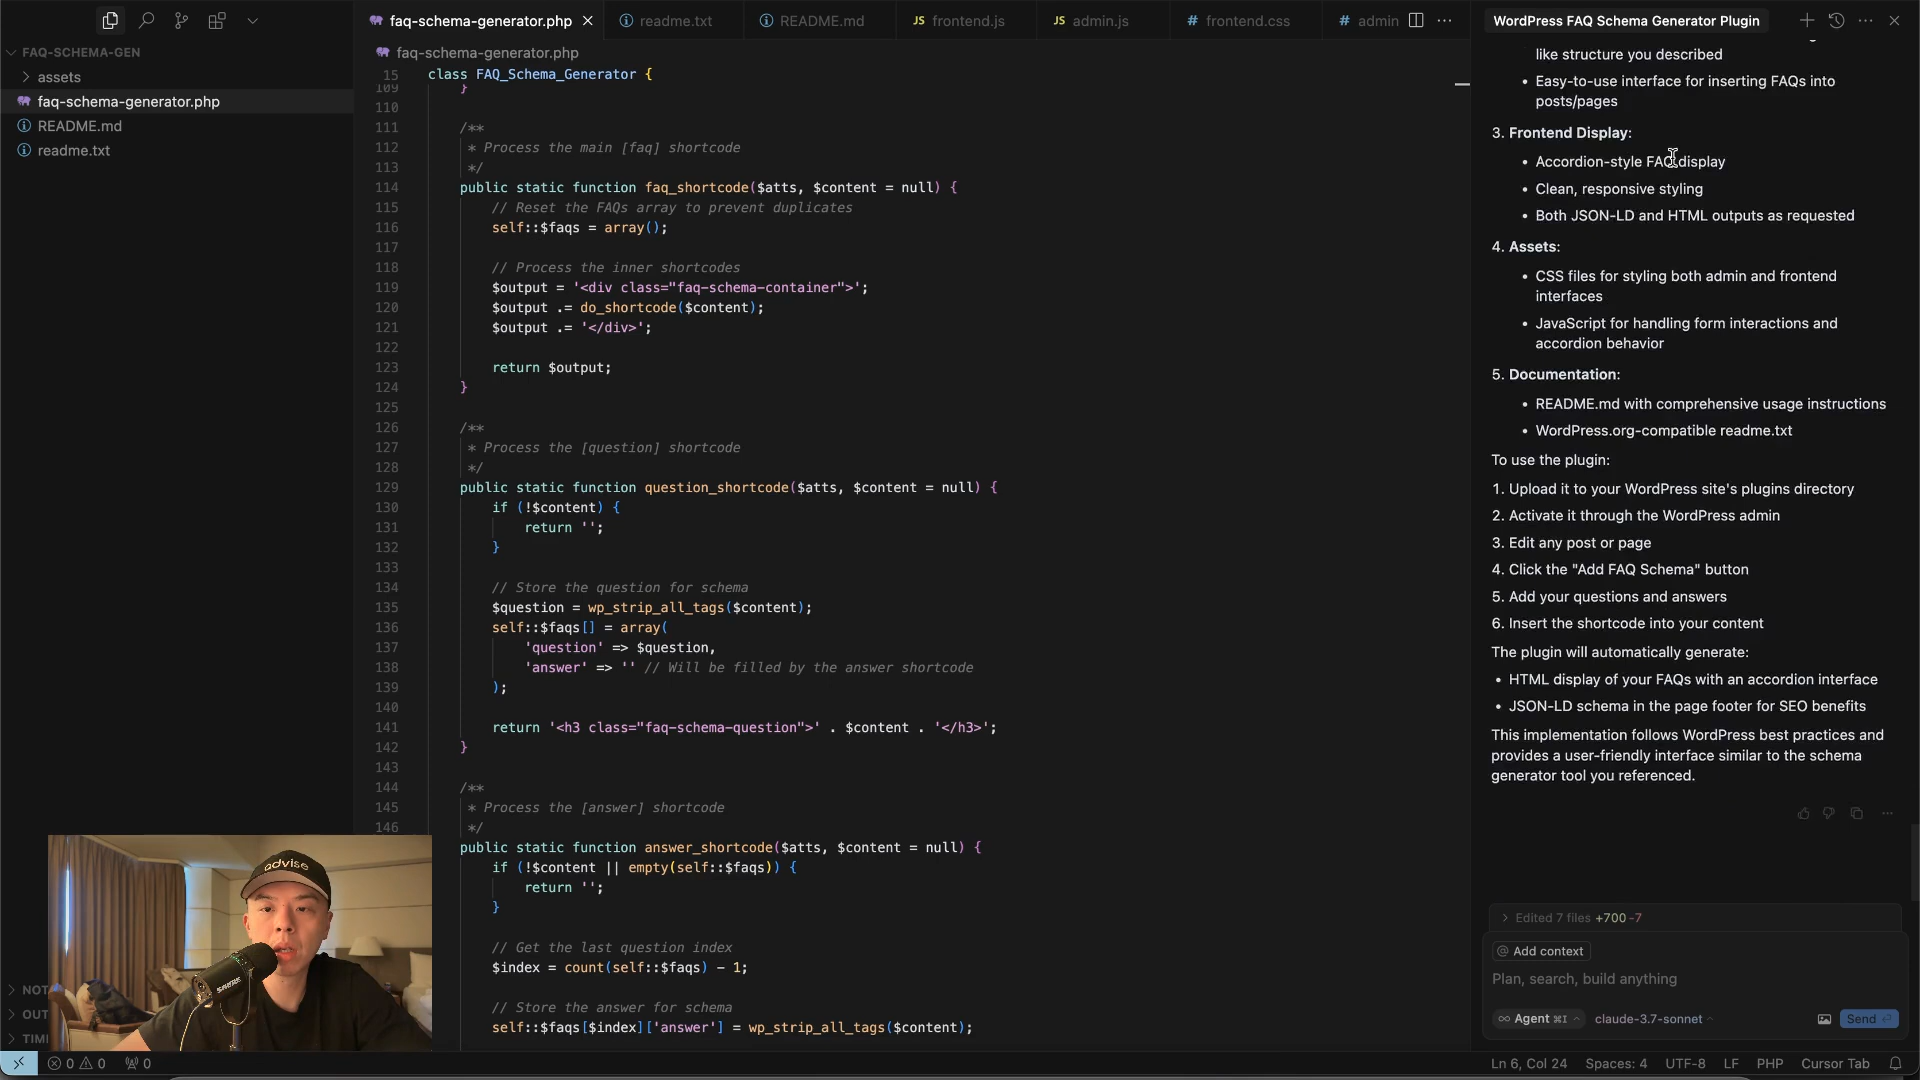 faq-schema-generator.php
readme.txt
README.md
JS frontend.js
JS admin.js
# frontend.css
# admin
WordPress FAQ Schema Generator Plugin
FAQ-SCHEMA-GEN
assets
faq-schema-generator.php
README.md
readme.txt
NOT
OUT
TIM
faq-schema-generator.php
15 class FAQ_Schema_Generator {
109 }
110
111 /**
112 * Process the main [faq] shortcode
113 */
114 public static function faq_shortcode($atts, $content = null) {
115 // Reset the FAQs array to prevent duplicates
116 self::$faqs = array();
117
118 // Process the inner shortcodes
119 $output = '<div class="faq-schema-container">';
120 $output .= do_shortcode($content);
121 $output .= '</div>';
122
123 return $output;
124 }
125
126 /**
127 * Process the [question] shortcode
128 */
129 public static function question_shortcode($atts, $content = null) {
130 if (!$content) {
131 return '';
132 }
133
134 // Store the question for schema
135 $question = wp_strip_all_tags($content);
136 self::$faqs[] = array(
137 'question' => $question,
138 'answer' => '' // Will be filled by the answer shortcode
139 );
140
141 return '<h3 class="faq-schema-question">' . $content . '</h3>';
142 }
143
144 /**
145 * Process the [answer] shortcode
146 */
public static function answer_shortcode($atts, $content = null) {
if (!$content || empty(self::$faqs)) {
return '';
}
// Get the last question index
$index = count(self::$faqs) - 1;
// Store the answer for schema
self::$faqs[$index]['answer'] = wp_strip_all_tags($content);
advise
SHURE
like structure you described
• Easy-to-use interface for inserting FAQs into
posts/pages
3. Frontend Display:
• Accordion-style FAQ display
• Clean, responsive styling
• Both JSON-LD and HTML outputs as requested
4. Assets:
• CSS files for styling both admin and frontend
interfaces
• JavaScript for handling form interactions and
accordion behavior
5. Documentation:
• README.md with comprehensive usage instructions
• WordPress.org-compatible readme.txt
To use the plugin:
1. Upload it to your WordPress site's plugins directory
2. Activate it through the WordPress admin
3. Edit any post or page
4. Click the "Add FAQ Schema" button
5. Add your questions and answers
6. Insert the shortcode into your content
The plugin will automatically generate:
• HTML display of your FAQs with an accordion interface
• JSON-LD schema in the page footer for SEO benefits
This implementation follows WordPress best practices and
provides a user-friendly interface similar to the schema
generator tool you referenced.
Edited 7 files +700 -7
@ Add context
Plan, search, build anything
∞ Agent ⌘I
claude-3.7-sonnet
Send
0 0 0
Ln 6, Col 24 Spaces: 4 UTF-8 LF PHP Cursor Tab